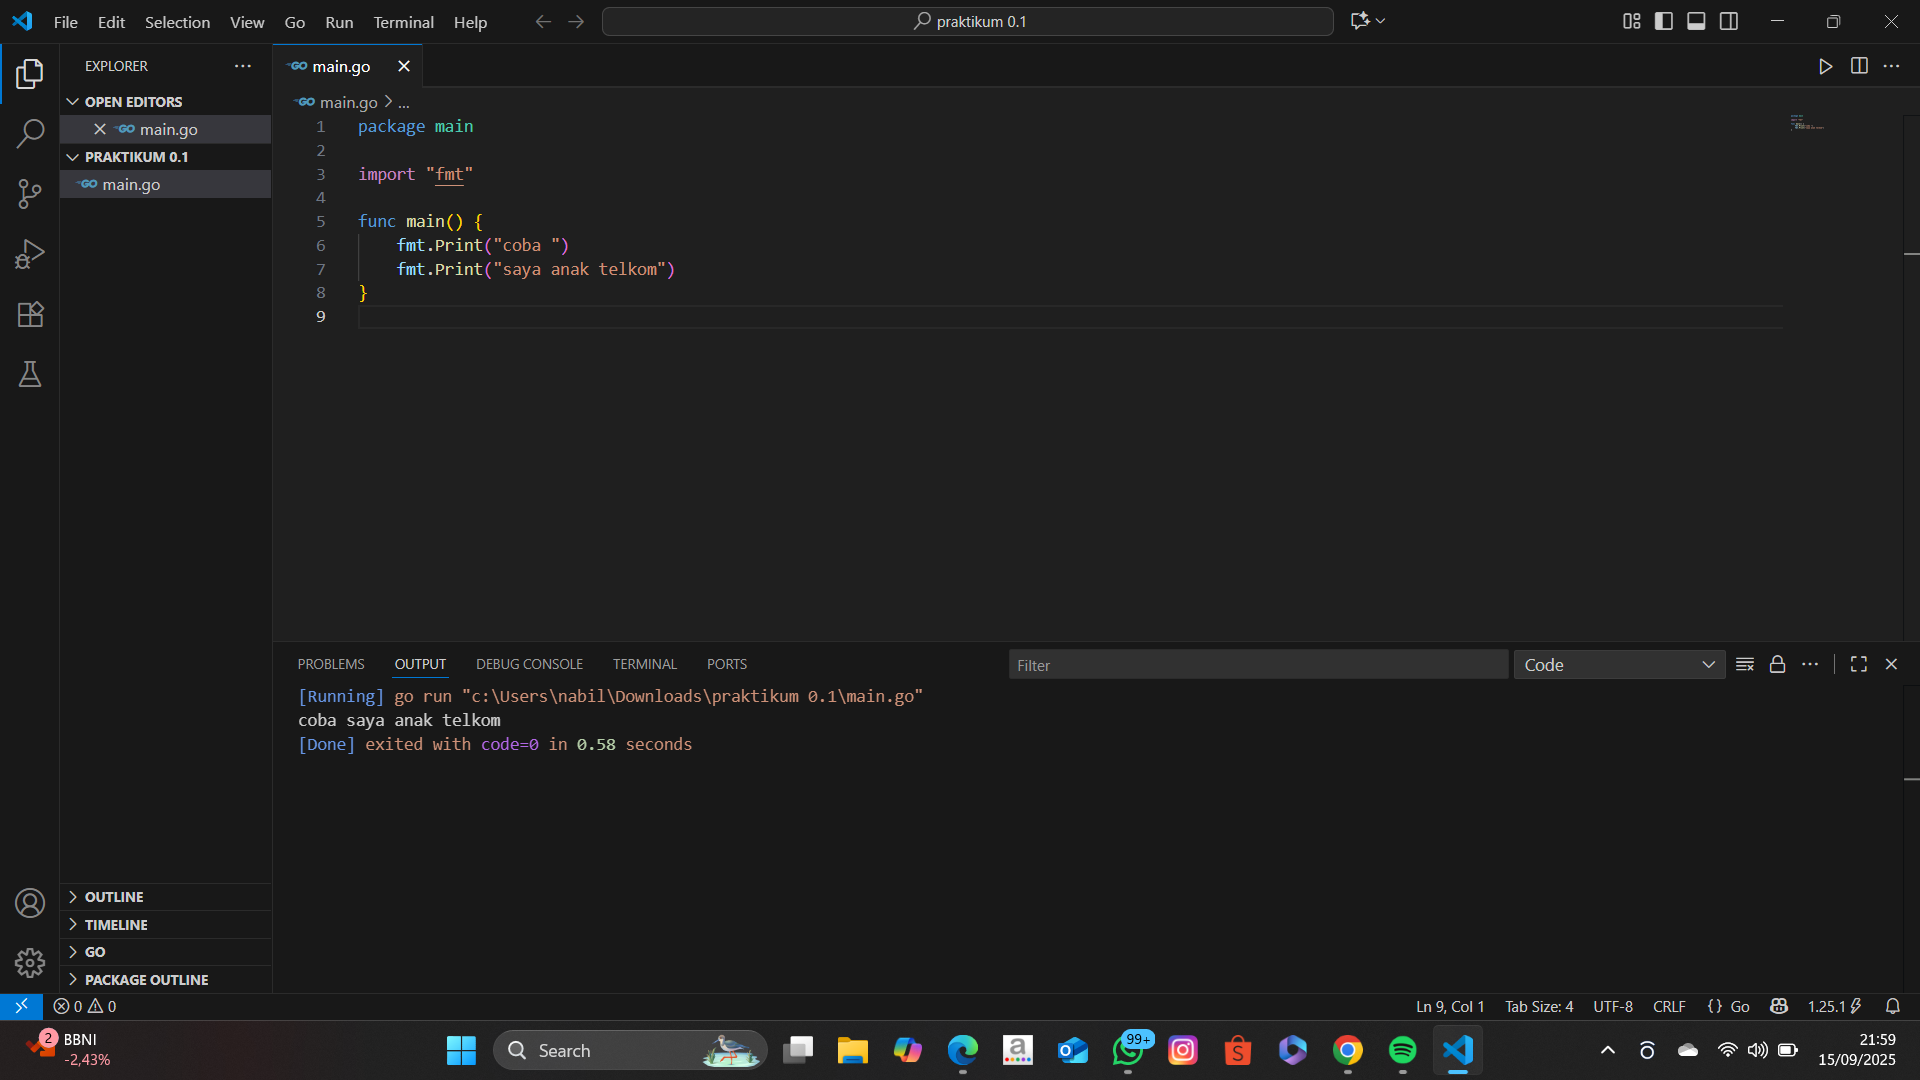 File Edit Selection View Go Run Terminal Help
praktikum 0.1
EXPLORER
OPEN EDITORS
GO main.go
PRAKTIKUM 0.1
GO main.go
OUTLINE
TIMELINE
GO
PACKAGE OUTLINE
GO main.go
GO main.go > ...
1 package main
2
3 import "fmt"
4
5 func main() {
6 fmt.Print("coba ")
7 fmt.Print("saya anak telkom")
8 }
9
PROBLEMS OUTPUT DEBUG CONSOLE TERMINAL PORTS
Filter
Code
[Running] go run "c:\Users\nabil\Downloads\praktikum 0.1\main.go"
coba saya anak telkom
[Done] exited with code=0 in 0.58 seconds
0 0
Ln 9, Col 1 Tab Size: 4 UTF-8 CRLF {} Go 1.25.1
2 BBNI
-2,43%
Search
a
O
99+
S
21:59
15/09/2025